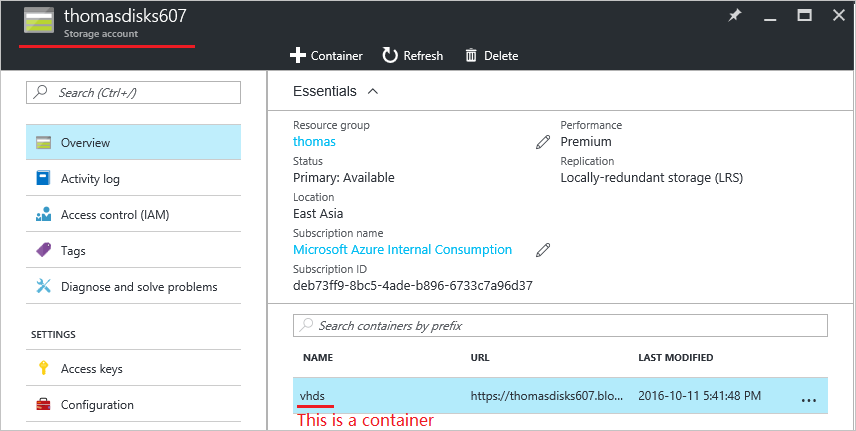 thomasdisks607
Storage account
Container Refresh Delete
Search (Ctrl+/)
Overview
Activity log
Access control (IAM)
Tags
Diagnose and solve problems
SETTINGS
Access keys
Configuration
Essentials
Resource group
thomas
Status
Primary: Available
Location
East Asia
Subscription name
Microsoft Azure Internal Consumption
Subscription ID
deb73ff9-8bc5-4ade-b896-6733c7a96d37
Performance
Premium
Replication
Locally-redundant storage (LRS)
Search containers by prefix
NAME URL LAST MODIFIED
vhds https://thomasdisks607.blo... 2016-10-11 5:41:48 PM ...
This is a container